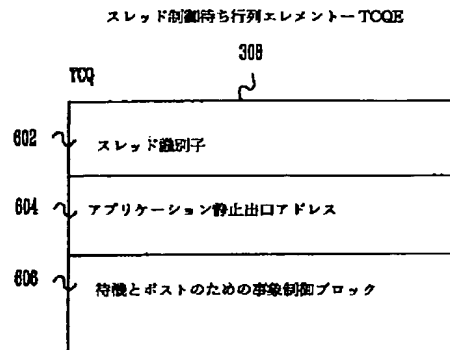 スレッド制御待ち行列エレメントーTCQE
308
TCQ
602 スレッド識別子
604 アプリケーション静止出口アドレス
606 待機とポストのための事象制御ブロック